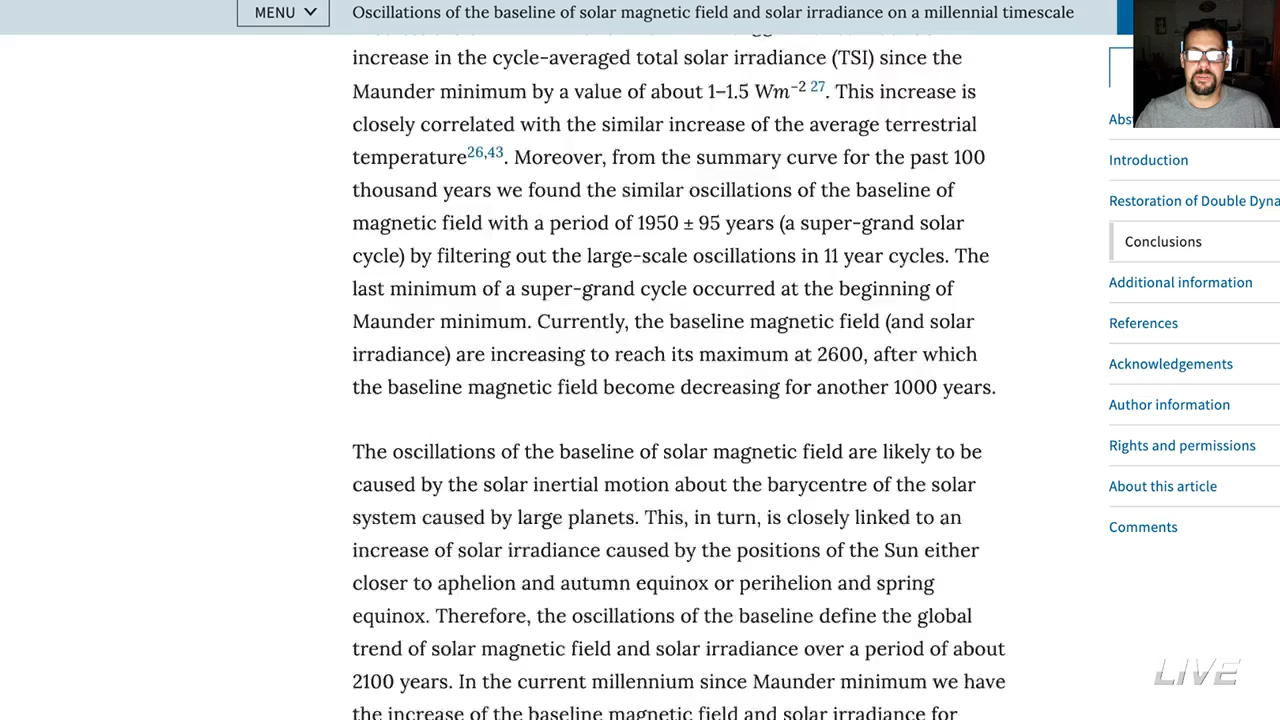 MENU
Oscillations of the baseline of solar magnetic field and solar irradiance on a millennial timescale
increase in the cycle-averaged total solar irradiance (TSI) since the
Maunder minimum by a value of about 1–1.5 Wm−2 27. This increase is
closely correlated with the similar increase of the average terrestrial
temperature26,43. Moreover, from the summary curve for the past 100
thousand years we found the similar oscillations of the baseline of
magnetic field with a period of 1950 ± 95 years (a super-grand solar
cycle) by filtering out the large-scale oscillations in 11 year cycles. The
last minimum of a super-grand cycle occurred at the beginning of
Maunder minimum. Currently, the baseline magnetic field (and solar
irradiance) are increasing to reach its maximum at 2600, after which
the baseline magnetic field become decreasing for another 1000 years.
The oscillations of the baseline of solar magnetic field are likely to be
caused by the solar inertial motion about the barycentre of the solar
system caused by large planets. This, in turn, is closely linked to an
increase of solar irradiance caused by the positions of the Sun either
closer to aphelion and autumn equinox or perihelion and spring
equinox. Therefore, the oscillations of the baseline define the global
trend of solar magnetic field and solar irradiance over a period of about
2100 years. In the current millennium since Maunder minimum we have
the increase of the baseline magnetic field and solar irradiance for
Abs
Introduction
Restoration of Double Dyna
Conclusions
Additional information
References
Acknowledgements
Author information
Rights and permissions
About this article
Comments
LIVE